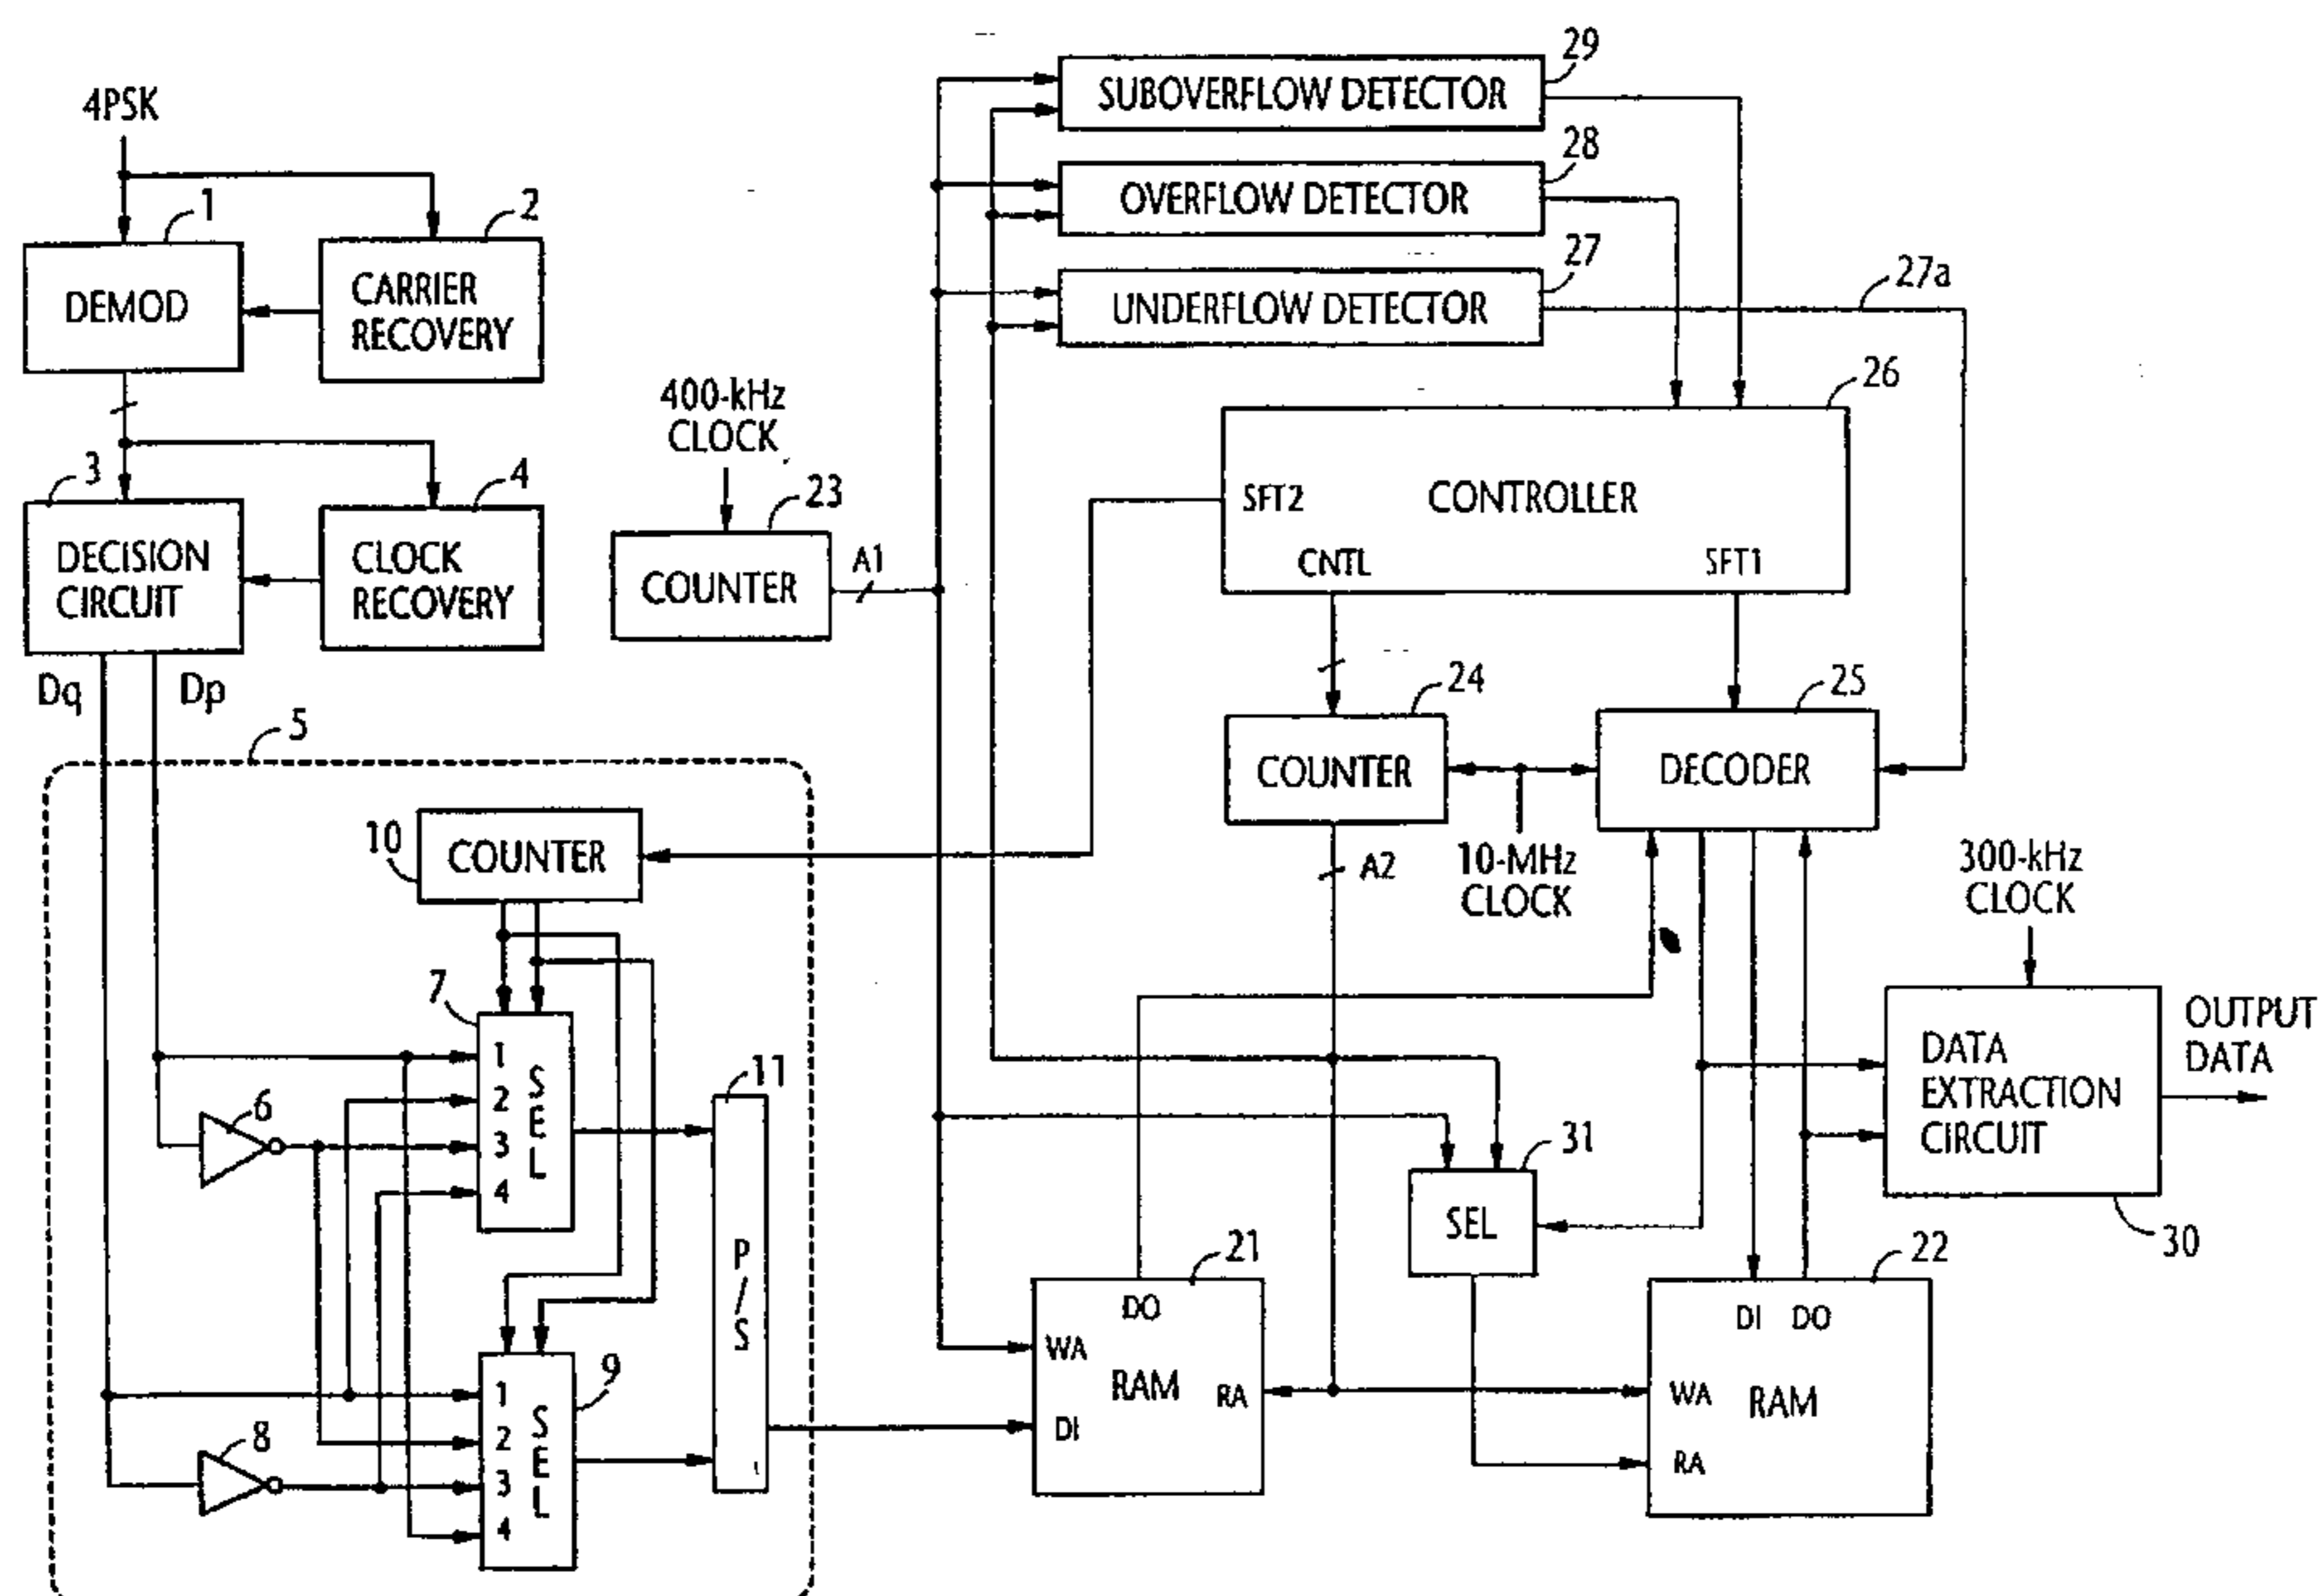 29
SUBOVERFLOW DETECTOR
4PSK
28
OVERFLOW DETECTOR
1
2
27
UNDERFLOW DETECTOR
27a
DEMOD
CARRIER
RECOVERY
26
400-kHz
CLOCK
3
4
23
SFT2
CONTROLLER
DECISION
CIRCUIT
CLOCK
RECOVERY
COUNTER
A1
CNTL
SFT1
Dq
Dp
24
25
5
COUNTER
DECODER
10
COUNTER
A2
10-MHz
CLOCK
300-kHz
CLOCK
7
1
2
3
4
SEL
11
P/S
6
OUTPUT
DATA
DATA
EXTRACTION
CIRCUIT
31
SEL
30
21
22
DO
DI DO
WA
RAM
RA
DI
WA
RAM
RA
9
1
2
3
4
SEL
8